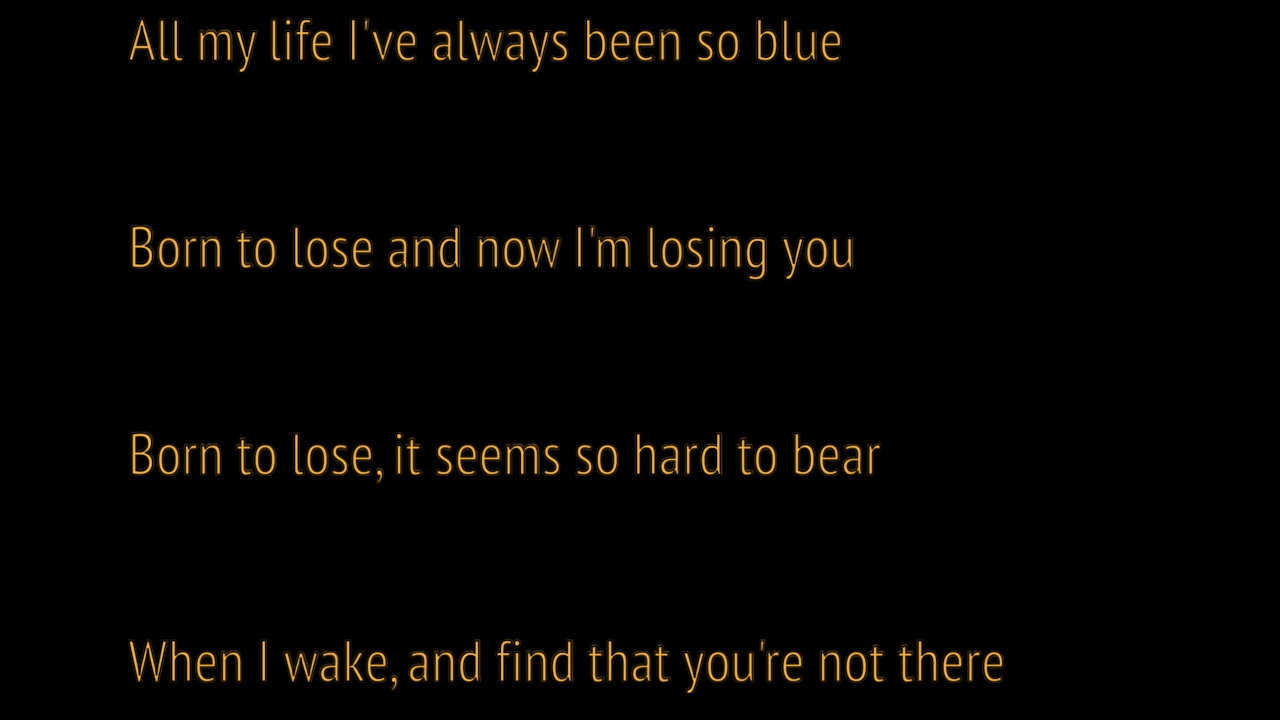 All my life I've always been so blue
Born to lose and now I'm losing you
Born to lose, it seems so hard to bear
When I wake, and find that you're not there